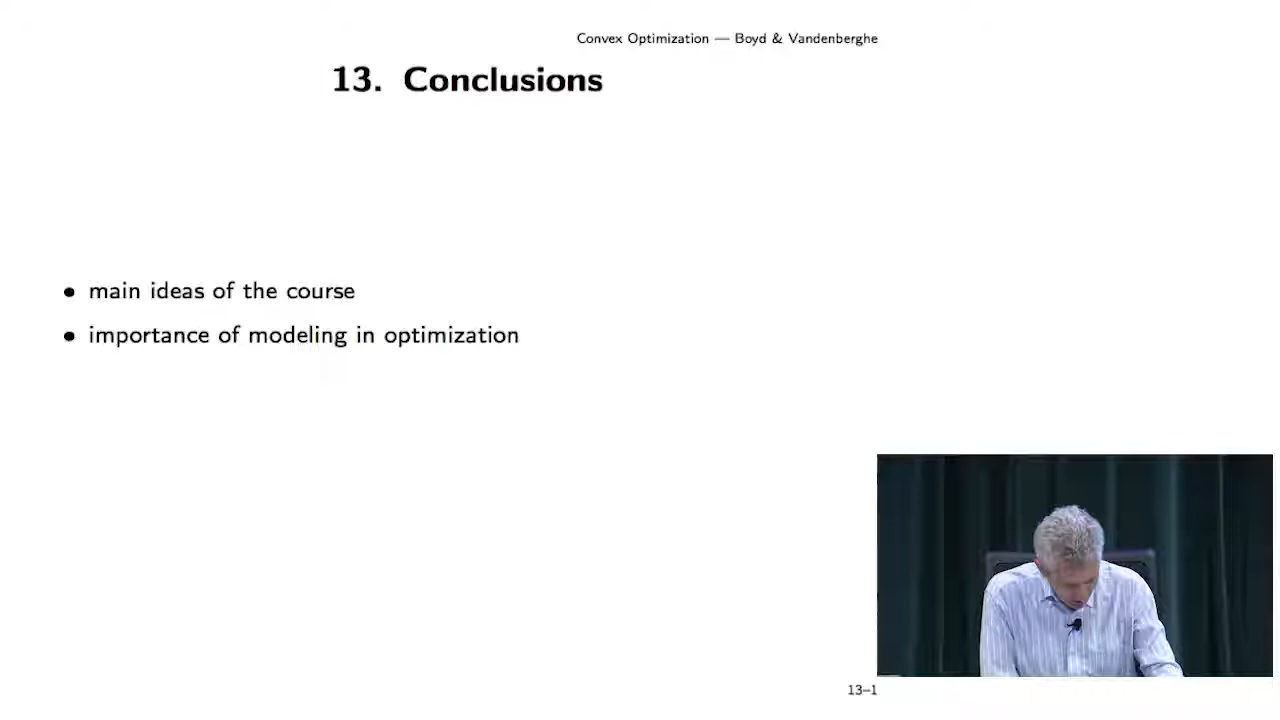 Convex Optimization — Boyd & Vandenberghe
13. Conclusions
• main ideas of the course
• importance of modeling in optimization
13–1